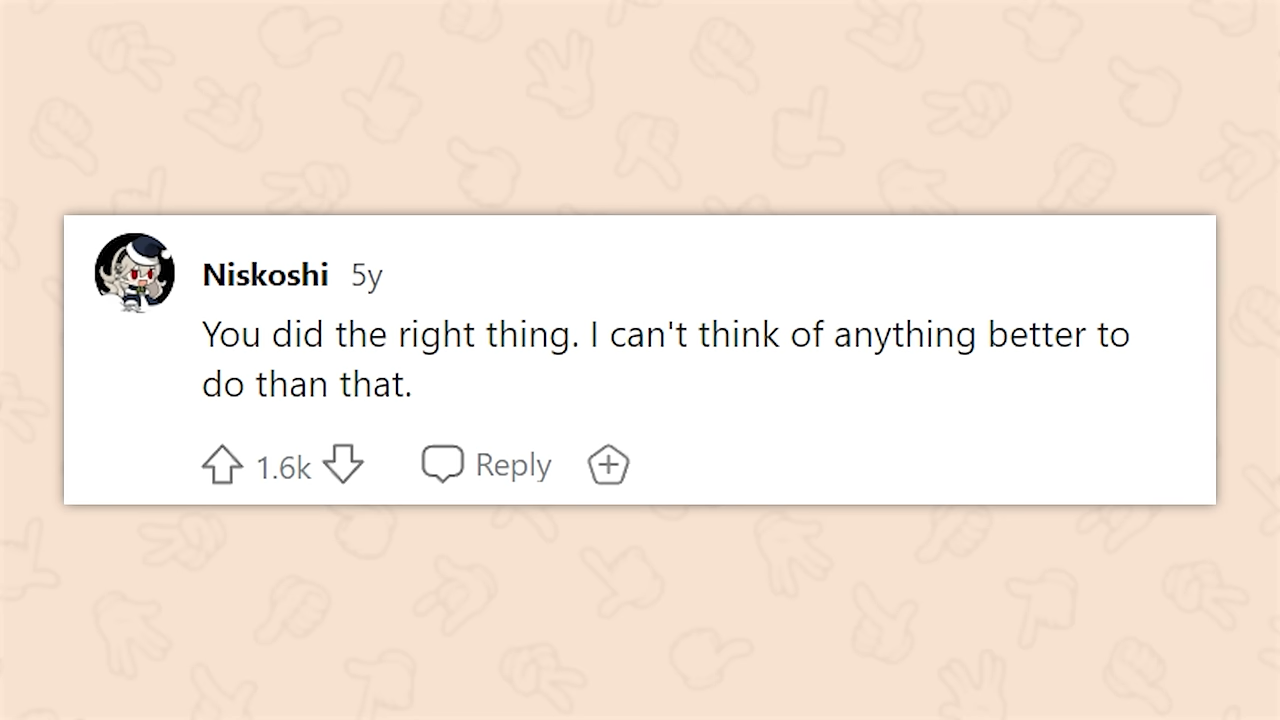 Niskoshi 5y
You did the right thing. I can't think of anything better to
do than that.
1.6k Reply